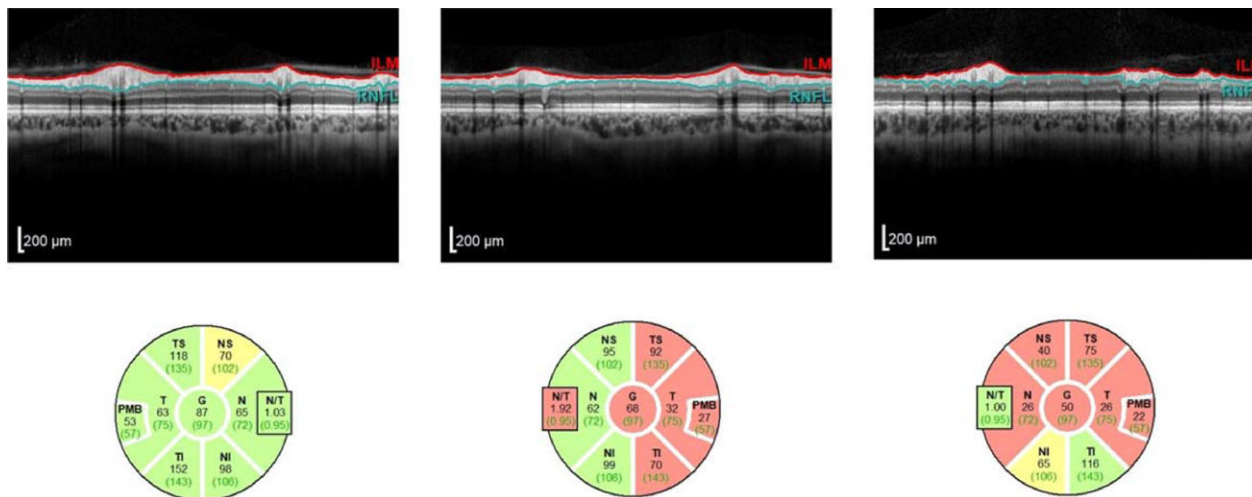 ILM
RNFL
200 µm
ILM
RNFL
200 µm
IL
RNF
200 µm
TS
118
(135)
NS
70
(102)
PMB
53
(57)
T
63
(75)
G
87
(97)
N
65
(72)
N/T
1.03
(0.95)
TI
152
(143)
NI
98
(106)
NS
95
(102)
TS
92
(135)
N/T
1.92
(0.95)
N
62
(72)
G
68
(97)
T
32
(75)
PMB
27
(57)
NI
99
(106)
TI
70
(143)
NS
40
(102)
TS
75
(135)
N/T
1.00
(0.95)
N
26
(72)
G
50
(97)
T
26
(75)
PMB
22
(57)
NI
65
(106)
TI
116
(143)